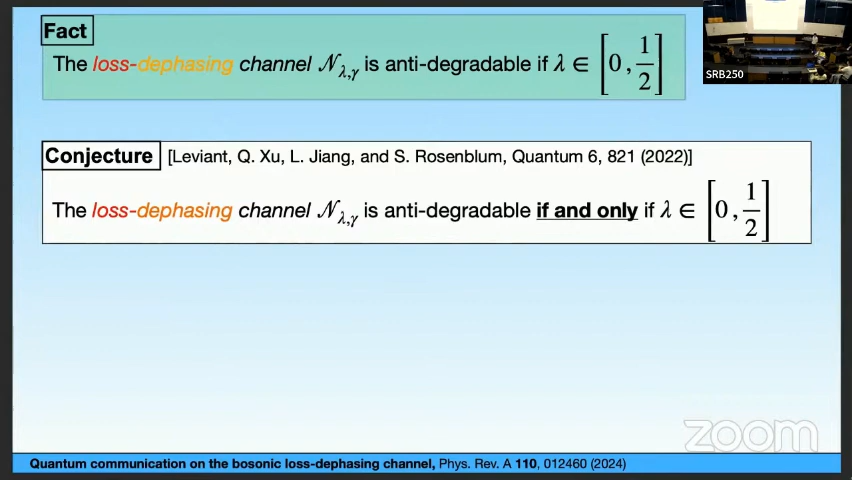 Fact
The loss-dephasing channel 𝒩λ,γ is anti-degradable if λ ∈ [0 , 1/2]
SRB250
Conjecture [Leviant, Q. Xu, L. Jiang, and S. Rosenblum, Quantum 6, 821 (2022)]
The loss-dephasing channel 𝒩λ,γ is anti-degradable if and only if λ ∈ [0 , 1/2]
zoom
Quantum communication on the bosonic loss-dephasing channel, Phys. Rev. A 110, 012460 (2024)